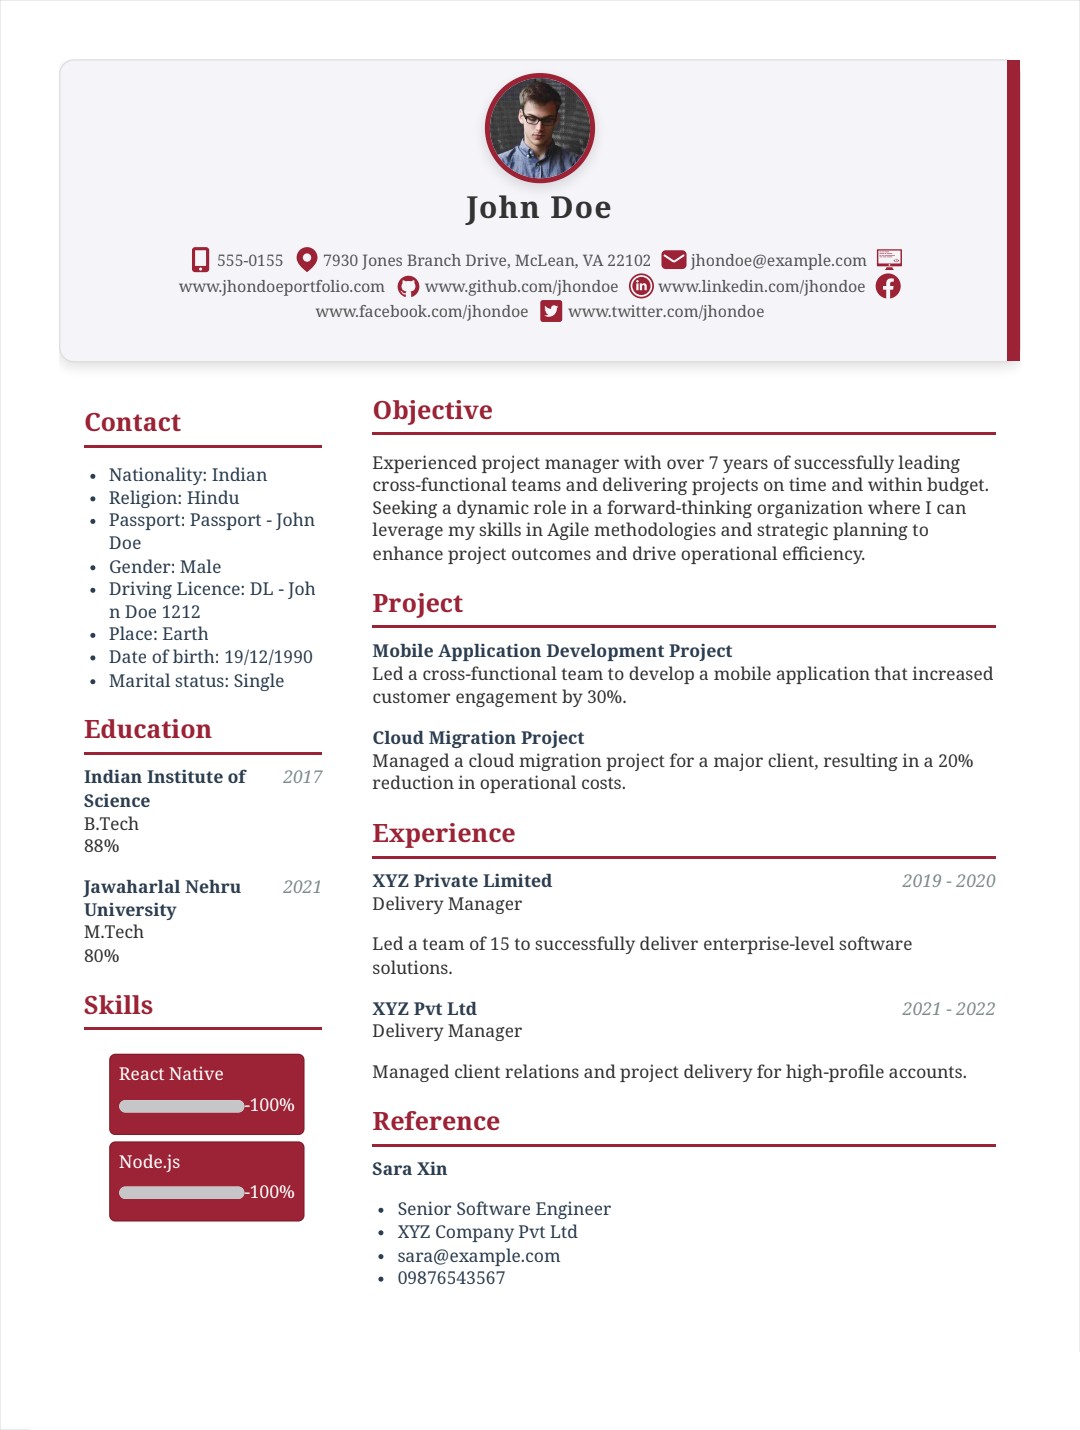 John Doe
555-0155 7930 Jones Branch Drive, McLean, VA 22102 jhondoe@example.com
www.jhondoeportfolio.com www.github.com/jhondoe www.linkedin.com/jhondoe
www.facebook.com/jhondoe www.twitter.com/jhondoe
Contact
• Nationality: Indian
• Religion: Hindu
• Passport: Passport - John
Doe
• Gender: Male
• Driving Licence: DL - Joh
n Doe 1212
• Place: Earth
• Date of birth: 19/12/1990
• Marital status: Single
Education
Indian Institute of 2017
Science
B.Tech
88%
Jawaharlal Nehru 2021
University
M.Tech
80%
Skills
React Native
-100%
Node.js
-100%
Objective
Experienced project manager with over 7 years of successfully leading
cross-functional teams and delivering projects on time and within budget.
Seeking a dynamic role in a forward-thinking organization where I can
leverage my skills in Agile methodologies and strategic planning to
enhance project outcomes and drive operational efficiency.
Project
Mobile Application Development Project
Led a cross-functional team to develop a mobile application that increased
customer engagement by 30%.
Cloud Migration Project
Managed a cloud migration project for a major client, resulting in a 20%
reduction in operational costs.
Experience
XYZ Private Limited 2019 - 2020
Delivery Manager
Led a team of 15 to successfully deliver enterprise-level software
solutions.
XYZ Pvt Ltd 2021 - 2022
Delivery Manager
Managed client relations and project delivery for high-profile accounts.
Reference
Sara Xin
• Senior Software Engineer
• XYZ Company Pvt Ltd
• sara@example.com
• 09876543567